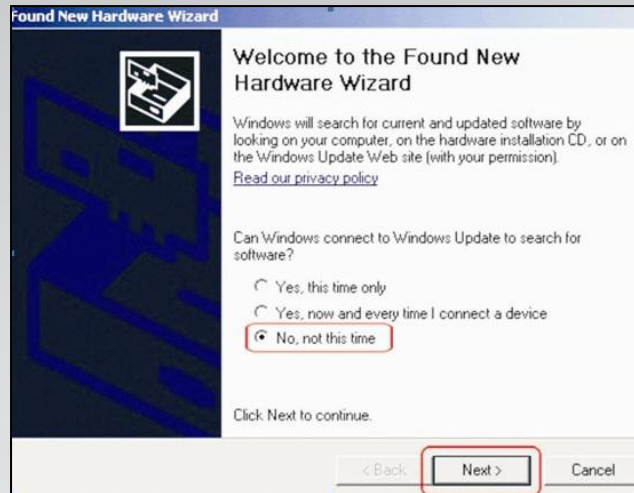 Found New Hardware Wizard
Welcome to the Found New
Hardware Wizard
Windows will search for current and updated software by
looking on your computer, on the hardware installation CD, or on
the Windows Update Web site (with your permission).
Read our privacy policy
Can Windows connect to Windows Update to search for
software?
Yes, this time only
Yes, now and every time I connect a device
No, not this time
Click Next to continue.
< Back
Next >
Cancel